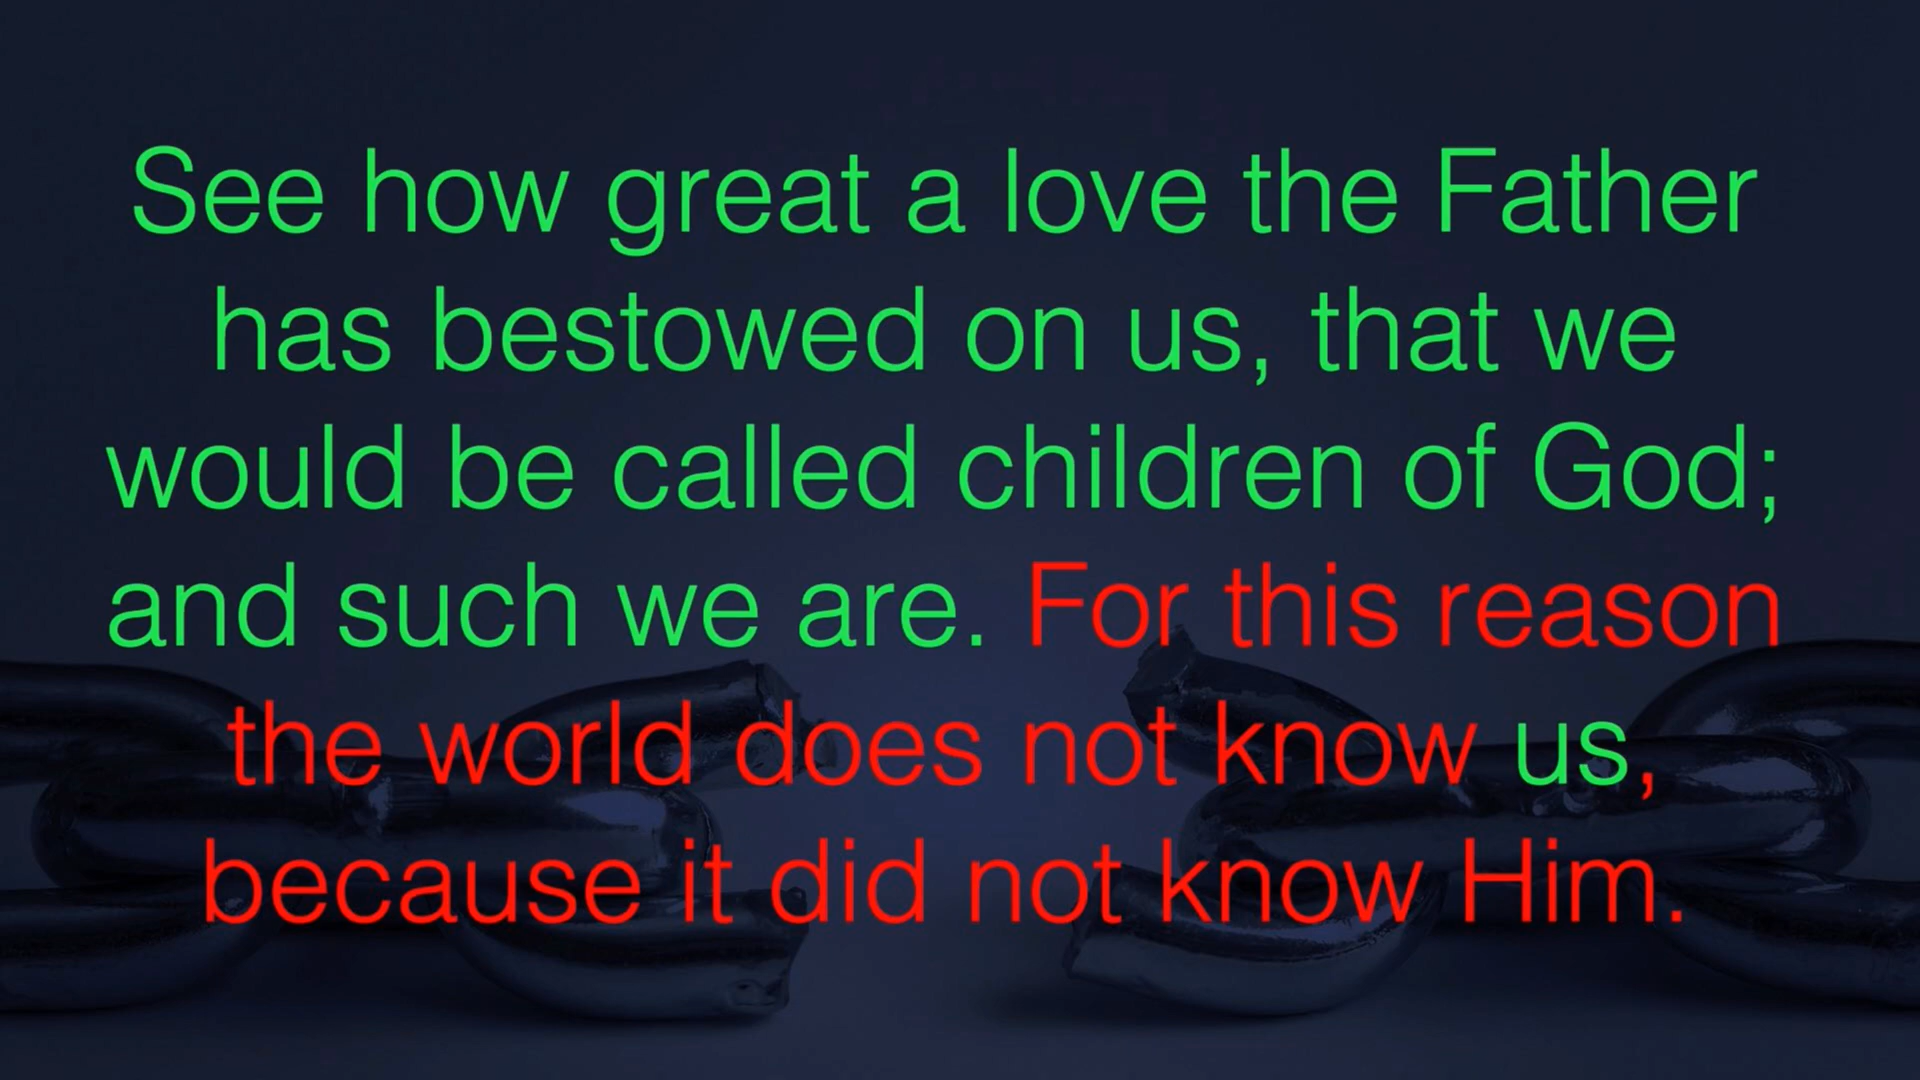 See how great a love the Father
has bestowed on us, that we
would be called children of God;
and such we are. For this reason
the world does not know us,
because it did not know Him.